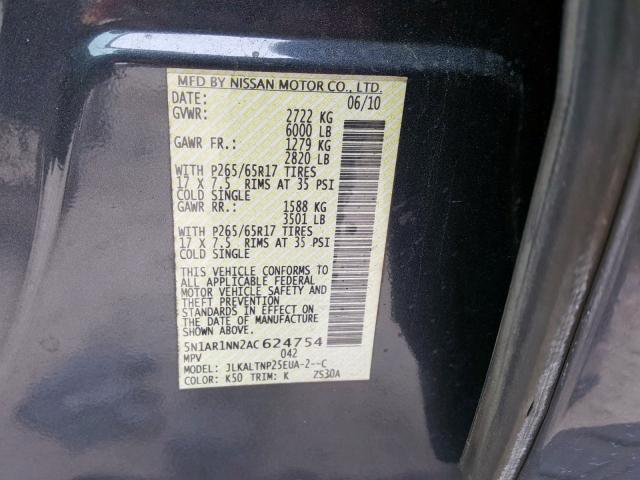 MFD BY NISSAN MOTOR CO., LTD.
DATE: 06/10
GVWR: 2722 KG
6000 LB
GAWR FR.: 1279 KG
2820 LB
WITH P265/65R17 TIRES
17 X 7.5 RIMS AT 35 PSI
COLD SINGLE
GAWR RR.: 1588 KG
3501 LB
WITH P265/65R17 TIRES
17 X 7.5 RIMS AT 35 PSI
COLD SINGLE
THIS VEHICLE CONFORMS TO
ALL APPLICABLE FEDERAL
MOTOR VEHICLE SAFETY AND
THEFT PREVENTION
STANDARDS IN EFFECT ON THE
DATE OF MANUFACTURE
SHOWN ABOVE.
5N1AR1NN2AC624754
MPV 042
MODEL: JLKALTNP25EUA-2--C
COLOR: K50 TRIM: K ZS30A